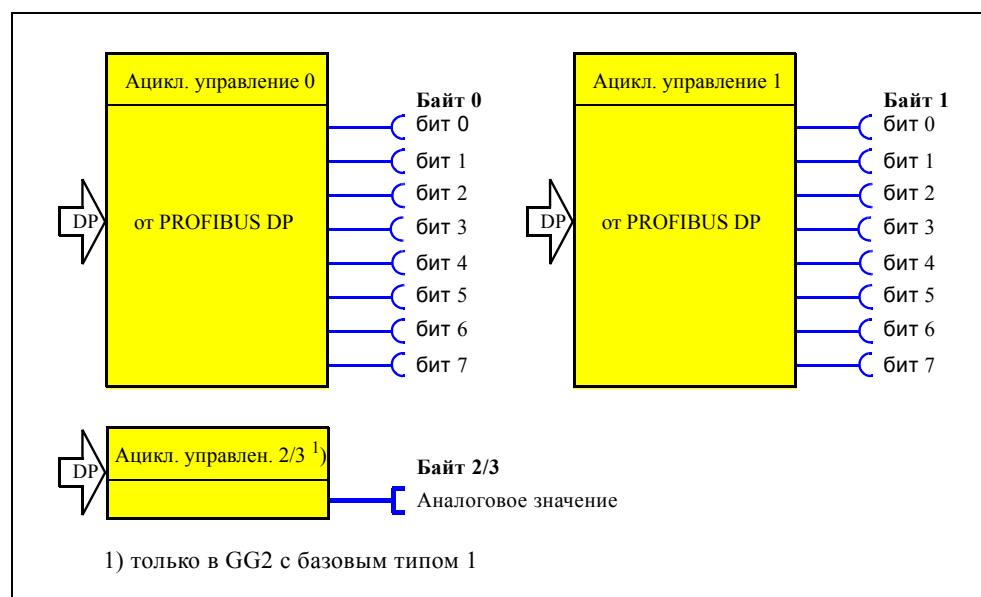 Ацикл. управление 0
Байт 0
бит 0
бит 1
DP
от PROFIBUS DP
бит 2
бит 3
бит 4
бит 5
бит 6
бит 7
Ацикл. управление 1
Байт 1
бит 0
бит 1
DP
от PROFIBUS DP
бит 2
бит 3
бит 4
бит 5
бит 6
бит 7
DP
Ацикл. управлен. 2/3 1)
Байт 2/3
Аналоговое значение
1) только в GG2 с базовым типом 1